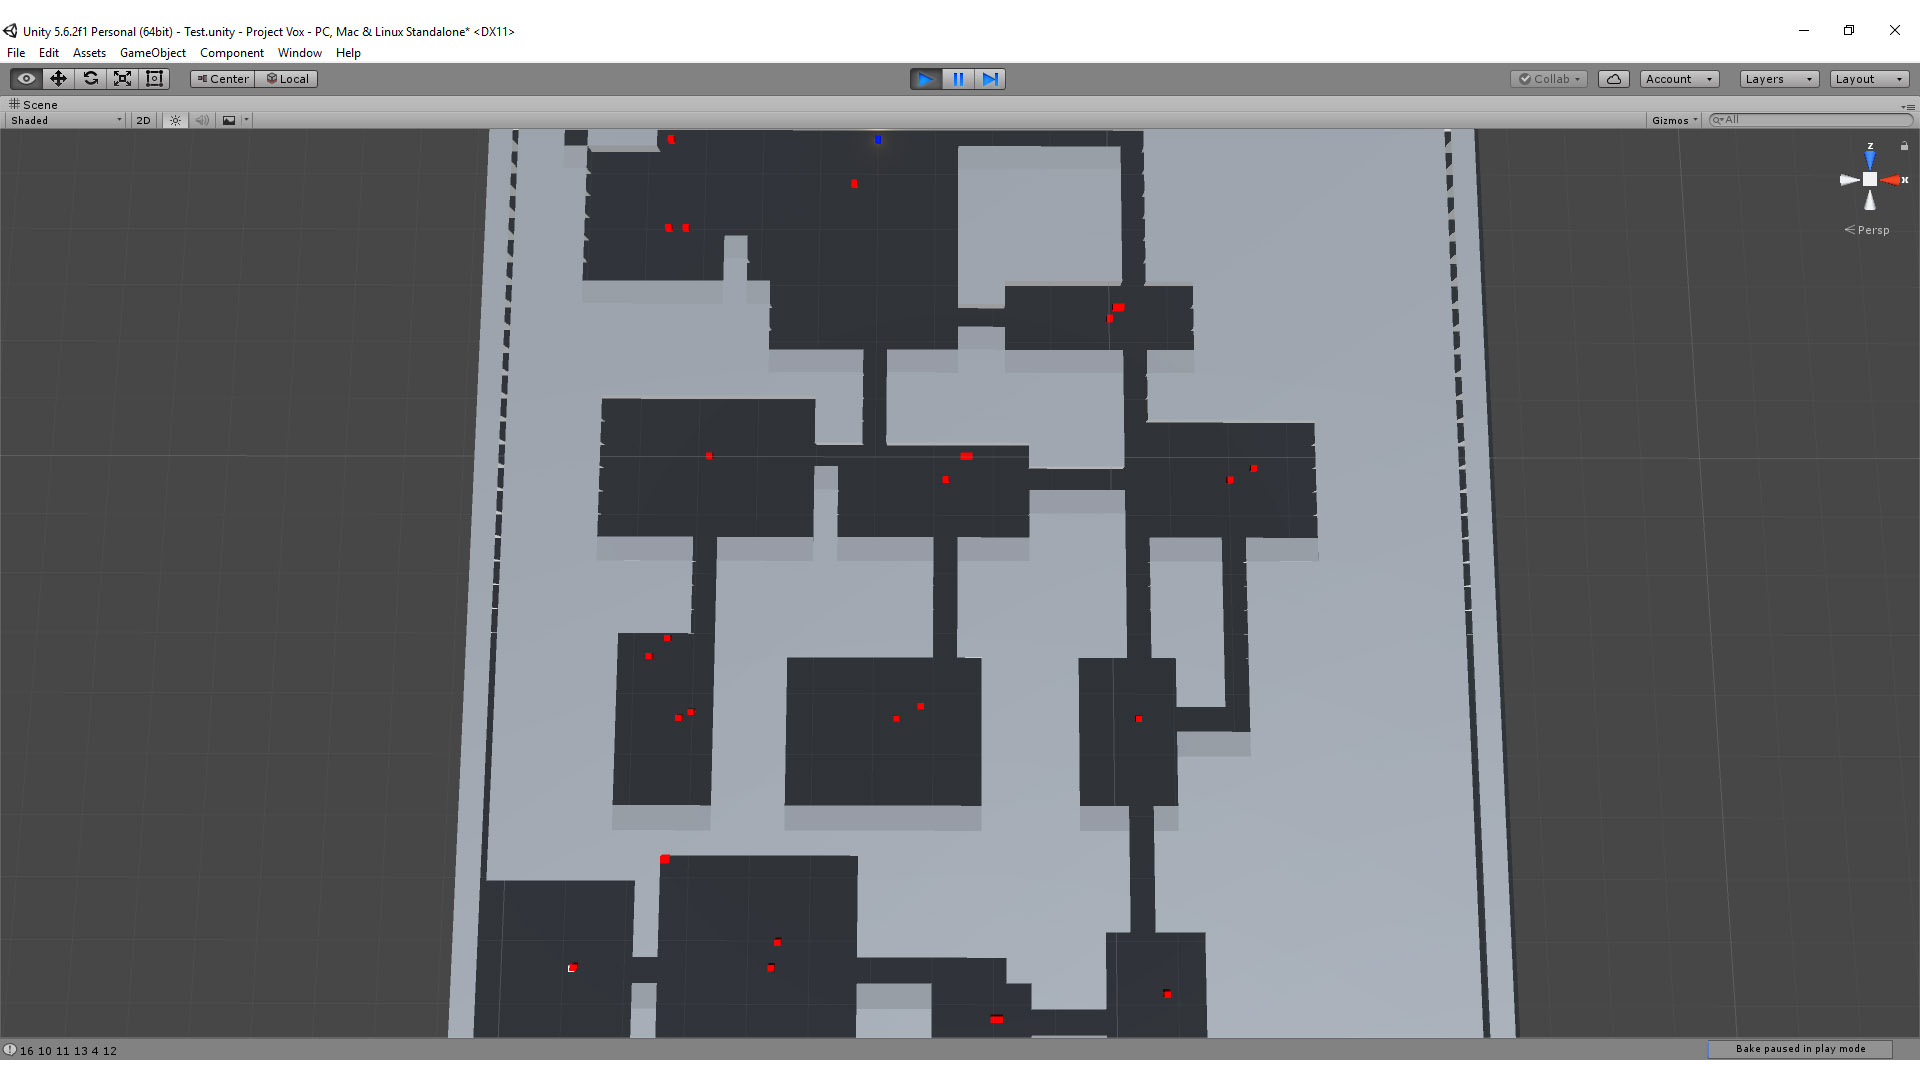 Unity 5.6.2f1 Personal (64bit) - Test.unity - Project Vox - PC, Mac & Linux Standalone* <DX11>
File Edit Assets GameObject Component Window Help
Center Local Collab Account Layers Layout
Scene
Shaded 2D Gizmos All
z
x
Persp
16 10 11 13 4 12 Bake paused in play mode